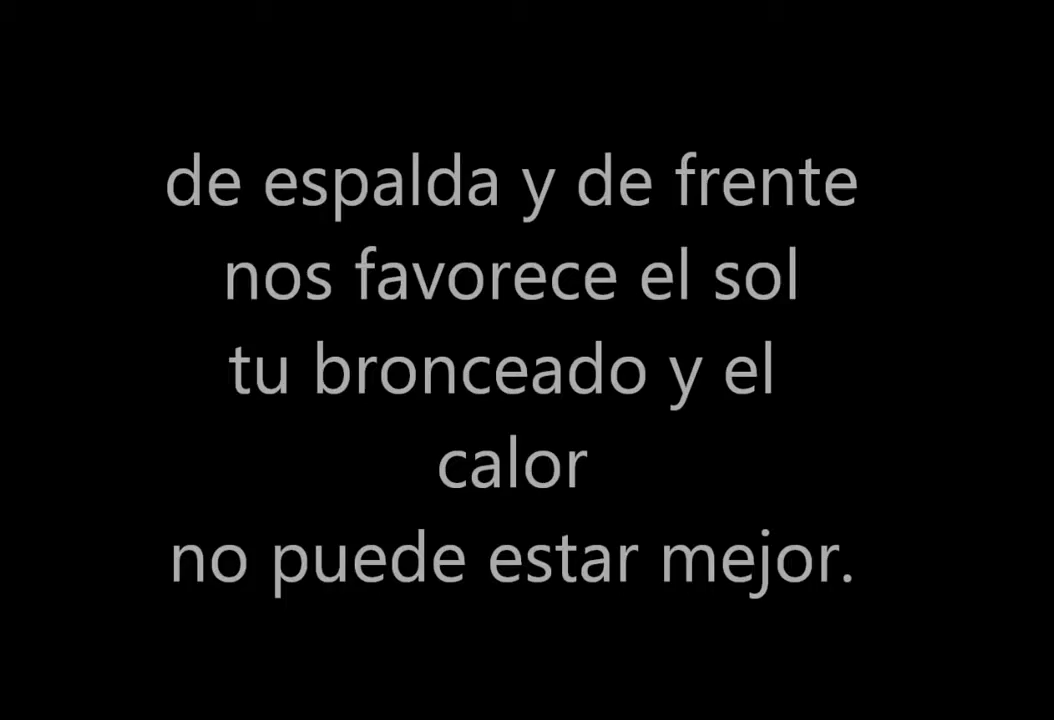 de espalda y de frente
nos favorece el sol
tu bronceado y el
calor
no puede estar mejor.